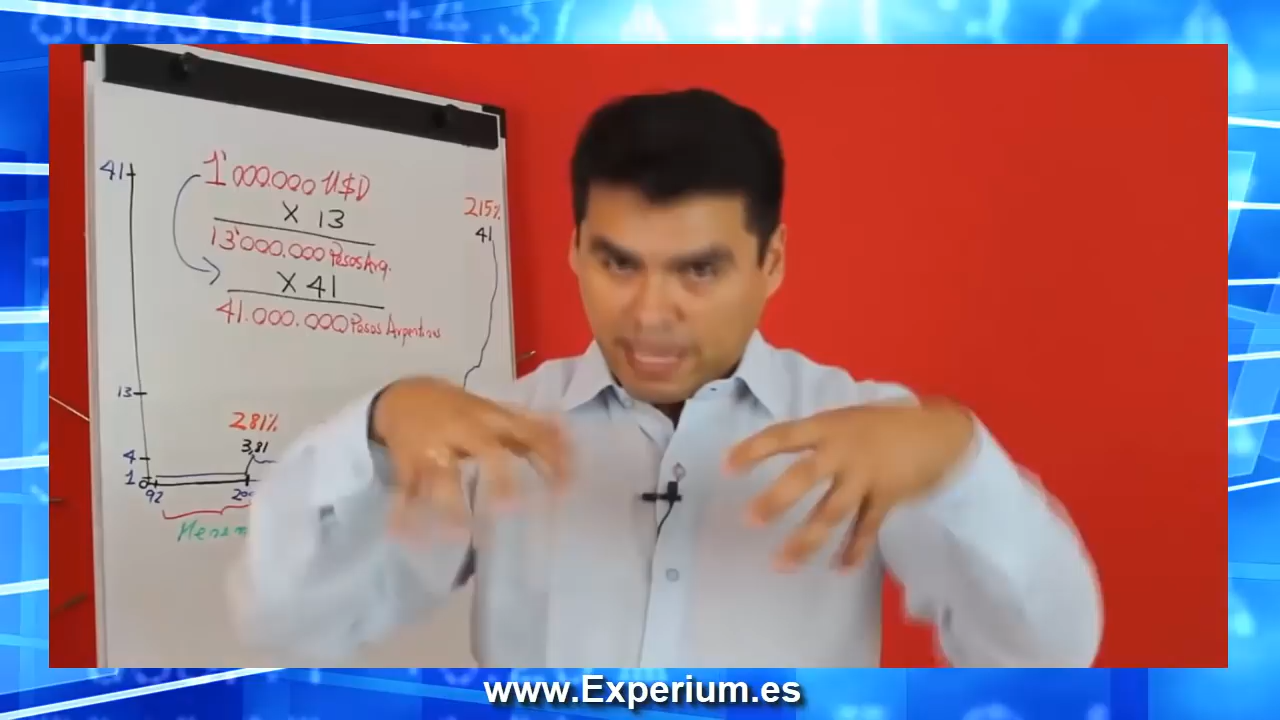 41
1'000.000 U$D
X 13
13'000.000 Pesos Arg.
X 41
41.000.000 Pesos Argentinos
215%
41
13
281%
3,81
4
1
92
www.Experium.es